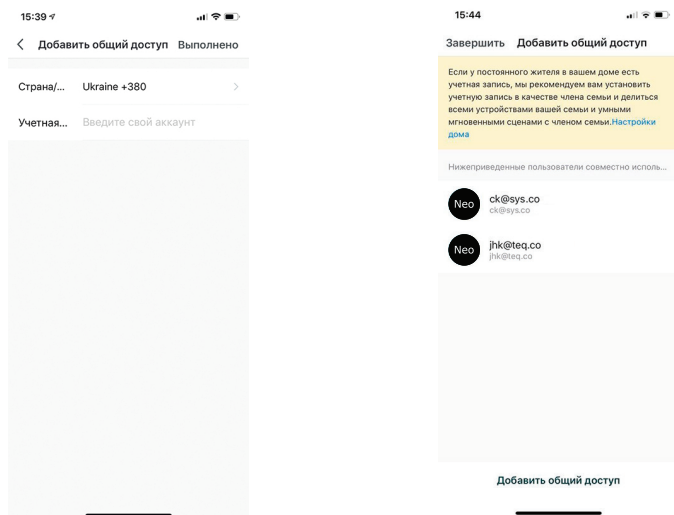 15:39
Добавить общий доступ Выполнено
Страна/... Ukraine +380
Учетная... Введите свой аккаунт
15:44
Завершить Добавить общий доступ
Если у постоянного жителя в вашем доме есть
учетная запись, мы рекомендуем вам установить
учетную запись в качестве члена семьи и делиться
всеми устройствами вашей семьи и умными
мгновенными сценами с членом семьи.Настройки
дома
Нижеприведенные пользователи совместно исполь...
Neo ck@sys.co
ck@sys.co
Neo jhk@teq.co
jhk@teq.co
Добавить общий доступ